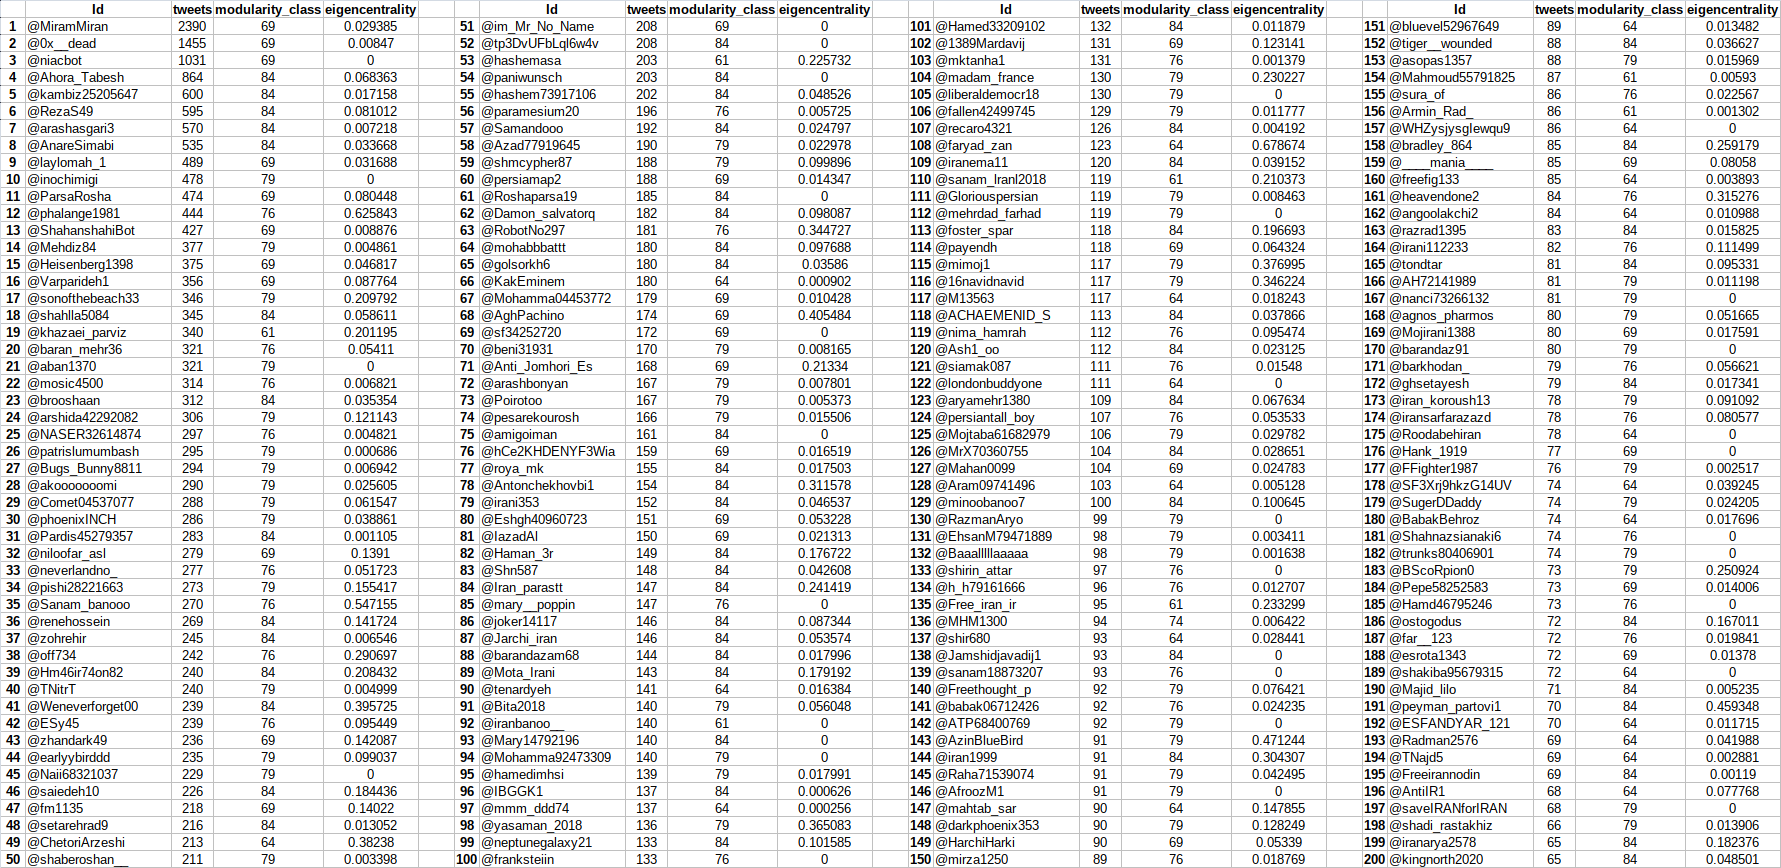 Id tweets modularity_class eigencentrality Id tweets modularity_class eigencentrality Id tweets modularity_class eigencentrality Id tweets modularity_class eigencentrality
1 @MiramMiran 2390 69 0.029385 51 @im_Mr_No_Name 208 69 0 101 @Hamed33209102 132 84 0.011879 151 @bluevel52967649 89 64 0.013482
2 @0x__dead 1455 69 0.00847 52 @tp3DvUFbLql6w4v 208 84 0 102 @1389Mardavij 131 69 0.123141 152 @tiger__wounded 88 84 0.036627
3 @niacbot 1031 69 0 53 @hashemasa 203 61 0.225732 103 @mktanha1 131 76 0.001379 153 @asopas1357 88 79 0.015969
4 @Ahora_Tabesh 864 84 0.068363 54 @paniwunsch 203 84 0 104 @madam_france 130 79 0.230227 154 @Mahmoud55791825 87 61 0.00593
5 @kambiz25205647 600 84 0.017158 55 @hashem73917106 202 84 0.048526 105 @liberaldemocr18 130 79 0 155 @sura_of 86 76 0.022567
6 @RezaS49 595 84 0.081012 56 @paramesium20 196 76 0.005725 106 @fallen42499745 129 79 0.011777 156 @Armin_Rad_ 86 61 0.001302
7 @arashasgari3 570 84 0.007218 57 @Samandooo 192 84 0.024797 107 @recaro4321 126 84 0.004192 157 @WHZysjysglewqu9 86 64 0
8 @AnareSimabi 535 84 0.033668 58 @Azad77919645 190 79 0.022978 108 @faryad_zan 123 64 0.678674 158 @bradley_864 85 84 0.259179
9 @laylomah_1 489 69 0.031688 59 @shmcypher87 188 79 0.099896 109 @iranema11 120 84 0.039152 159 @____mania____ 85 69 0.08058
10 @inochimigi 478 79 0 60 @persiamap2 188 69 0.014347 110 @sanam_Iranl2018 119 61 0.210373 160 @freefig133 85 64 0.003893
11 @ParsaRosha 474 69 0.080448 61 @Roshaparsa19 185 84 0 111 @Gloriouspersian 119 79 0.008463 161 @heavendone2 84 76 0.315276
12 @phalange1981 444 76 0.625843 62 @Damon_salvatorq 182 84 0.098087 112 @mehrdad_farhad 119 79 0 162 @angoolakchi2 84 64 0.010988
13 @ShahanshahiBot 427 69 0.008876 63 @RobotNo297 181 76 0.344727 113 @foster_spar 118 84 0.196693 163 @razrad1395 83 84 0.015825
14 @Mehdiz84 377 79 0.004861 64 @mohabbbattt 180 84 0.097688 114 @payendh 118 69 0.064324 164 @irani112233 82 76 0.111499
15 @Heisenberg1398 375 69 0.046817 65 @golsorkh6 180 84 0.03586 115 @mimoj1 117 79 0.376995 165 @tondtar 81 84 0.095331
16 @Varparideh1 356 69 0.087764 66 @KakEminem 180 64 0.000902 116 @16navidnavid 117 79 0.346224 166 @AH72141989 81 79 0.011198
17 @sonofthebeach33 346 79 0.209792 67 @Mohamma04453772 179 69 0.010428 117 @M13563 117 64 0.018243 167 @nanci73266132 81 79 0
18 @shahlla5084 345 84 0.058611 68 @AghPachino 174 69 0.405484 118 @ACHAEMENID_S 113 84 0.037866 168 @agnos_pharmos 80 79 0.051665
19 @khazaei_parviz 340 61 0.201195 69 @sf34252720 172 69 0 119 @nima_hamrah 112 76 0.095474 169 @Mojirani1388 80 69 0.017591
20 @baran_mehr36 321 76 0.05411 70 @beni31931 170 79 0.008165 120 @Ash1_oo 112 84 0.023125 170 @barandaz91 80 79 0
21 @aban1370 321 79 0 71 @Anti_Jomhori_Es 168 69 0.21334 121 @siamak087 111 76 0.01548 171 @barkhodan_ 79 76 0.056621
22 @mosic4500 314 76 0.006821 72 @arashbonyan 167 79 0.007801 122 @londonbuddyone 111 64 0 172 @ghsetayesh 79 84 0.017341
23 @brooshaan 312 84 0.035354 73 @Poirotoo 167 79 0.005373 123 @aryamehr1380 109 84 0.067634 173 @iran_koroush13 78 79 0.091092
24 @arshida42292082 306 79 0.121143 74 @pesarekourosh 166 79 0.015506 124 @persiantall_boy 107 76 0.053533 174 @iransarfarazazd 78 76 0.080577
25 @NASER32614874 297 76 0.004821 75 @amigoiman 161 84 0 125 @Mojtaba61682979 106 79 0.029782 175 @Roodabehiran 78 64 0
26 @patrislumumbash 295 79 0.000686 76 @hCe2KHDENYF3Wia 159 69 0.016519 126 @MrX70360755 104 84 0.028651 176 @Hank_1919 77 69 0
27 @Bugs_Bunny8811 294 79 0.006942 77 @roya_mk 155 84 0.017503 127 @Mahan0099 104 69 0.024783 177 @FFighter1987 76 79 0.002517
28 @akooooooomi 290 79 0.025605 78 @Antonchekhovbi1 154 84 0.311578 128 @Aram09741496 103 64 0.005128 178 @SF3Xrj9hkzG14UV 74 64 0.039245
29 @Comet04537077 288 79 0.061547 79 @irani353 152 84 0.046537 129 @minoobanoo7 100 84 0.100645 179 @SugerDDaddy 74 79 0.024205
30 @phoenixINCH 286 79 0.038861 80 @Eshgh40960723 151 69 0.053228 130 @RazmanAryo 99 79 0 180 @BabakBehroz 74 64 0.017696
31 @Pardis45279357 283 84 0.001105 81 @IazadAl 150 69 0.021313 131 @EhsanM79471889 98 79 0.003411 181 @Shahnazsianaki6 74 76 0
32 @niloofar_asl 279 69 0.1391 82 @Haman_3r 149 84 0.176722 132 @Baaallllaaaaa 98 79 0.001638 182 @trunks80406901 74 79 0
33 @neverlandno_ 277 76 0.051723 83 @Shn587 148 84 0.042608 133 @shirin_attar 97 76 0 183 @BScoRpion0 73 79 0.250924
34 @pishi28221663 273 79 0.155417 84 @Iran_parastt 147 84 0.241419 134 @h_h79161666 96 76 0.012707 184 @Pepe58252583 73 69 0.014006
35 @Sanam_banooo 270 76 0.547155 85 @mary__poppin 147 76 0 135 @Free_iran_ir 95 61 0.233299 185 @Hamd46795246 73 76 0
36 @renehossein 269 84 0.141724 86 @joker14117 146 84 0.087344 136 @MHM1300 94 74 0.006422 186 @ostogodus 72 84 0.167011
37 @zohrehir 245 84 0.006546 87 @Jarchi_iran 146 84 0.053574 137 @shir680 93 64 0.028441 187 @far__123 72 76 0.019841
38 @off734 242 76 0.290697 88 @barandazam68 144 84 0.017996 138 @Jamshidjavadij1 93 84 0 188 @esrota1343 72 69 0.01378
39 @Hm46ir74on82 240 84 0.208432 89 @Mota_Irani 143 84 0.179192 139 @sanam18873207 93 76 0 189 @shakiba95679315 72 64 0
40 @TNitrT 240 79 0.004999 90 @tenardyeh 141 64 0.016384 140 @Freethought_p 92 79 0.076421 190 @Majid_lilo 71 84 0.005235
41 @Weneverforget00 239 84 0.395725 91 @Bita2018 140 79 0.056048 141 @babak06712426 92 76 0.024235 191 @peyman_partovi1 70 84 0.459348
42 @ESy45 239 76 0.095449 92 @iranbanoo__ 140 61 0 142 @ATP68400769 92 79 0 192 @ESFANDYAR_121 70 64 0.011715
43 @zhandark49 236 69 0.142087 93 @Mary14792196 140 84 0 143 @AzinBlueBird 91 79 0.471244 193 @Radman2576 69 64 0.041988
44 @earlyybirddd 235 79 0.099037 94 @Mohamma92473309 140 79 0 144 @iran1999 91 84 0.304307 194 @TNajd5 69 64 0.002881
45 @Naii68321037 229 79 0 95 @hamedimhsi 139 79 0.017991 145 @Raha71539074 91 79 0.042495 195 @Freeirannodin 69 84 0.00119
46 @saiedeh10 226 84 0.184436 96 @IBGGK1 137 84 0.000626 146 @AfroozM1 91 79 0 196 @AntiIR1 68 64 0.077768
47 @fm1135 218 69 0.14022 97 @mmm_ddd74 137 64 0.000256 147 @mahtab_sar 90 64 0.147855 197 @saveIRANforIRAN 68 79 0
48 @setarehrad9 216 84 0.013052 98 @yasaman_2018 136 79 0.365083 148 @darkphoenix353 90 79 0.128249 198 @shadi_rastakhiz 66 79 0.013906
49 @ChetoriArzeshi 213 64 0.38238 99 @neptunegalaxy21 133 84 0.101585 149 @HarchiHarki 90 69 0.05339 199 @iranarya2578 65 84 0.182376
50 @shaberoshan__ 211 79 0.003398 100 @franksteiin 133 76 0 150 @mirza1250 89 76 0.018769 200 @kingnorth2020 65 84 0.048501